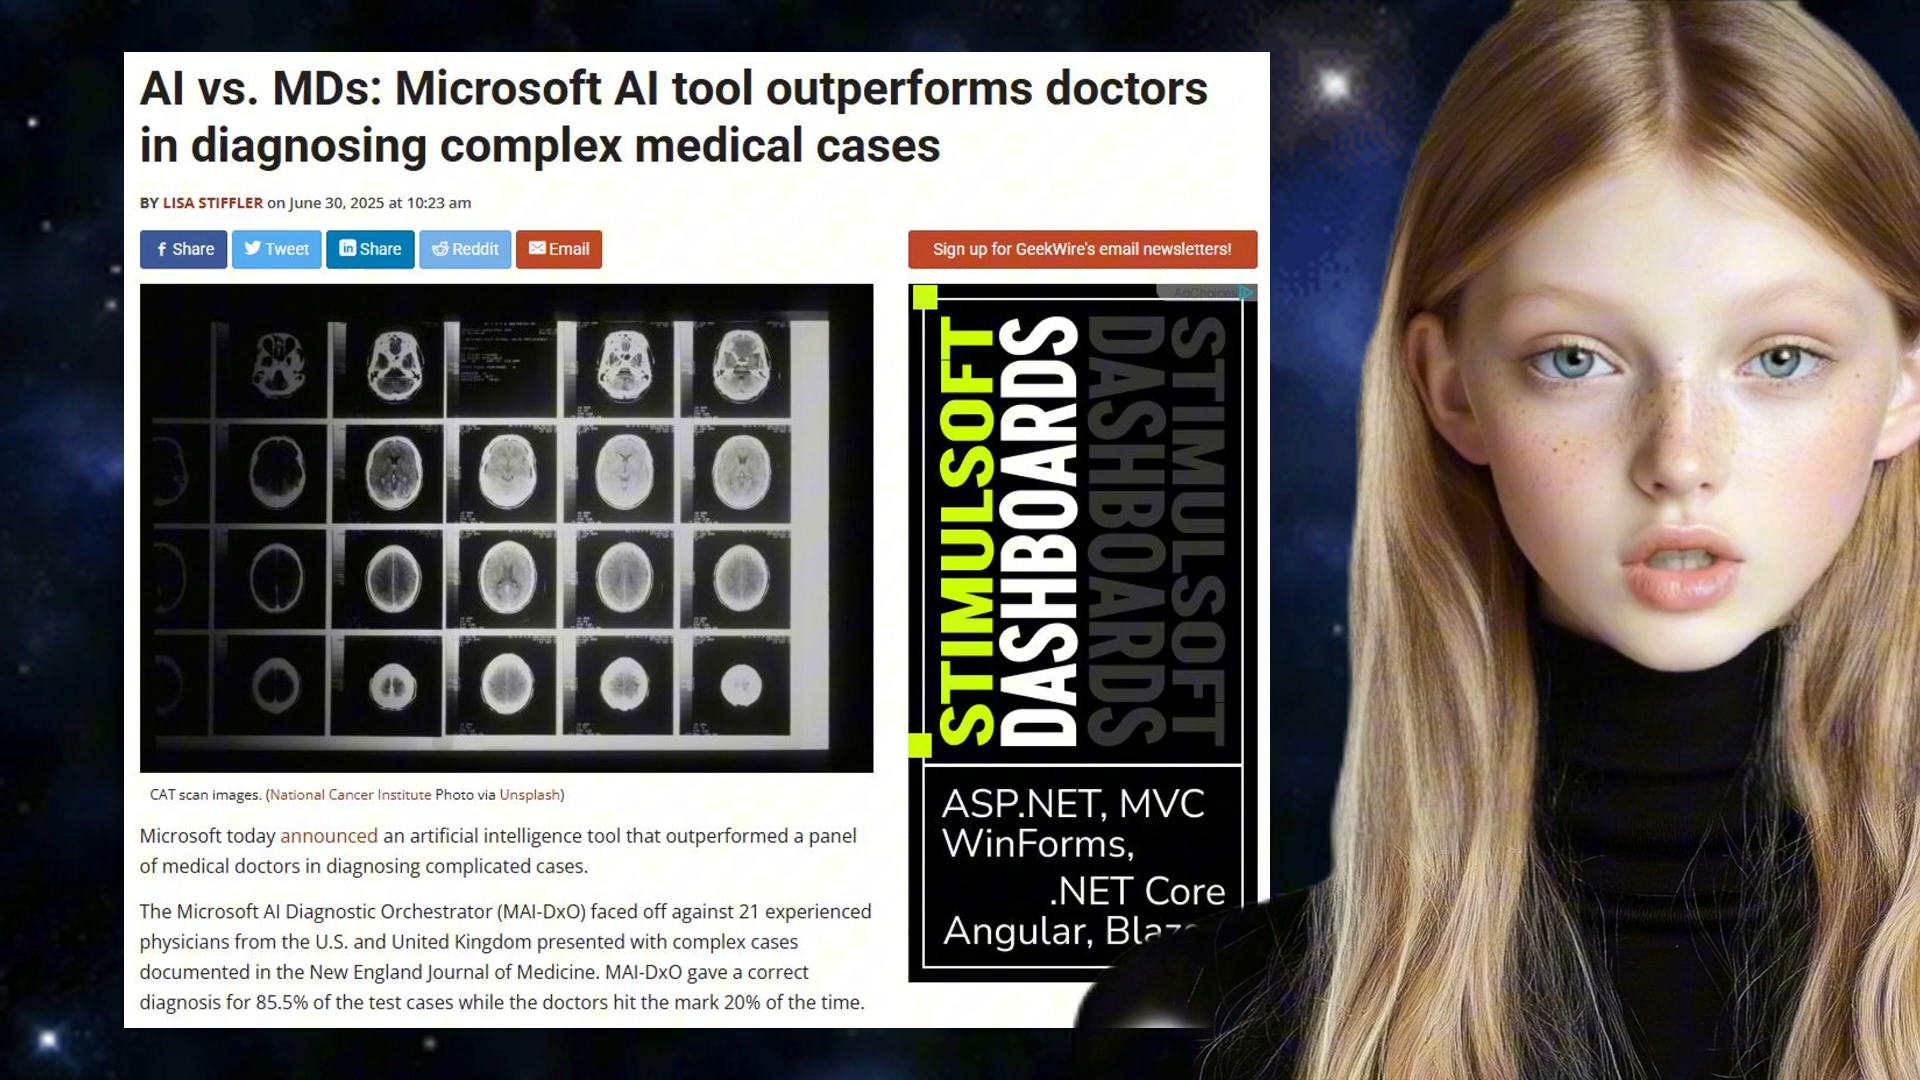 AI vs. MDs: Microsoft AI tool outperforms doctors
in diagnosing complex medical cases
BY LISA STIFFLER on June 30, 2025 at 10:23 am
Share
Tweet
Share
Reddit
Email
Sign up for GeekWire's email newsletters!
AdChoices
STIMULSOFT
DASHBOARDS
DASHBOARDS
STIMULSOFT
ASP.NET, MVC
WinForms,
.NET Core
Angular,
CAT scan images. (National Cancer Institute Photo via Unsplash)
Microsoft today announced an artificial intelligence tool that outperformed a panel
of medical doctors in diagnosing complicated cases.
The Microsoft AI Diagnostic Orchestrator (MAI-DxO) faced off against 21 experienced
physicians from the U.S. and United Kingdom presented with complex cases
documented in the New England Journal of Medicine. MAI-DxO gave a correct
diagnosis for 85.5% of the test cases while the doctors hit the mark 20% of the time.